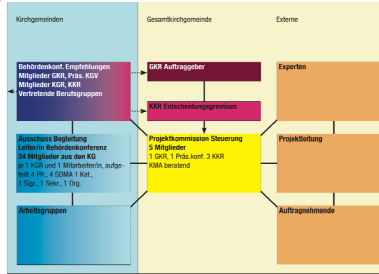 Kirchgemeinden
Gesamtkirchgemeinde
Externe
Behördenkonf. Empfehlungen
Mitglieder GKR, Präs. KGV
Mitglieder KGR, KKR
Vertretende Berufsgruppen
GKR Auftraggeber
KKR Entscheidungsgremium
Experten
Ausschuss Begleitung
Leiter/in Behördenkonferenz
24 Mitglieder aus den KG
je 1 KGR und 1 Mitarbeiter/in, aufge-
teilt 4 Pfr., 4 SDMA 1 Kat.,
1 Sigr., 1 Sekr., 1 Org.
Projektkommission Steuerung
5 Mitglieder
1 GKR, 1 Präs.konf. 3 KKR
KMA beratend
Projektleitung
Arbeitsgruppen
Auftragnehmende